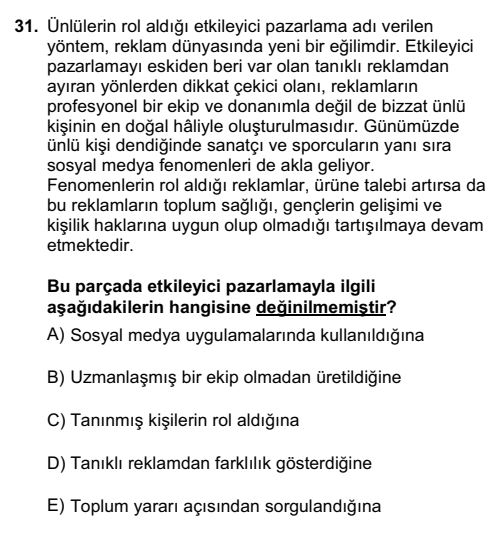 31. Ünlülerin rol aldığı etkileyici pazarlama adı verilen
yöntem, reklam dünyasında yeni bir eğilimdir. Etkileyici
pazarlamayı eskiden beri var olan tanıklı reklamdan
ayıran yönlerden dikkat çekici olanı, reklamların
profesyonel bir ekip ve donanımla değil de bizzat ünlü
kişinin en doğal hâliyle oluşturulmasıdır. Günümüzde
ünlü kişi dendiğinde sanatçı ve sporcuların yanı sıra
sosyal medya fenomenleri de akla geliyor.
Fenomenlerin rol aldığı reklamlar, ürüne talebi artırsa da
bu reklamların toplum sağlığı, gençlerin gelişimi ve
kişilik haklarına uygun olup olmadığı tartışılmaya devam
etmektedir.
Bu parçada etkileyici pazarlamayla ilgili
aşağıdakilerin hangisine değinilmemiştir?
A) Sosyal medya uygulamalarında kullanıldığına
B) Uzmanlaşmış bir ekip olmadan üretildiğine
C) Tanınmış kişilerin rol aldığına
D) Tanıklı reklamdan farklılık gösterdiğine
E) Toplum yararı açısından sorgulandığına